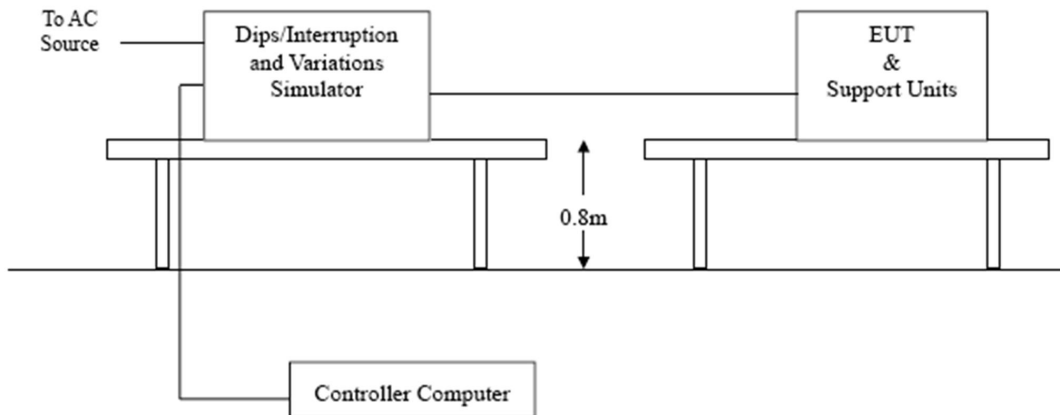 To AC
Source
Dips/Interruption
and Variations
Simulator
EUT
&
Support Units
0.8m
Controller Computer